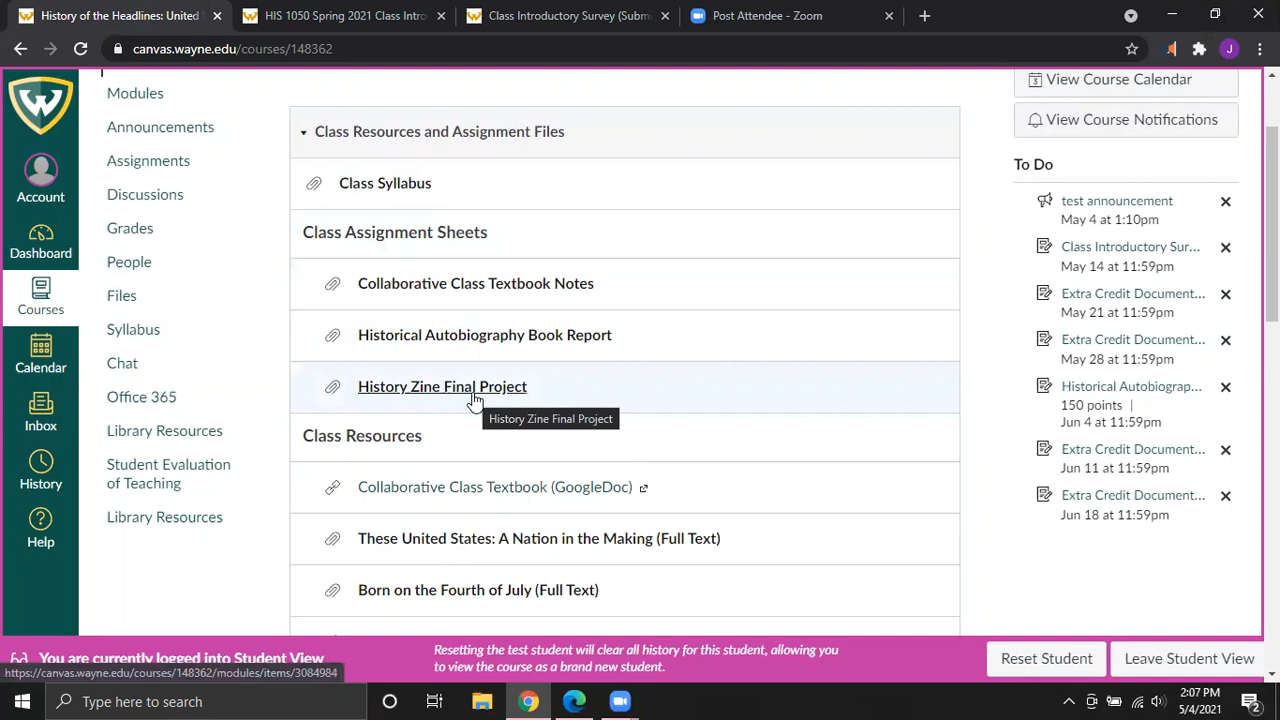 History of the Headlines: United
HIS 1050 Spring 2021 Class Intro
Class Introductory Survey (Subm
Post Attendee - Zoom
canvas.wayne.edu/courses/148362
J
W
Account
Dashboard
Courses
Calendar
Inbox
History
Help
Modules
Announcements
Assignments
Discussions
Grades
People
Files
Syllabus
Chat
Office 365
Library Resources
Student Evaluation
of Teaching
Library Resources
Class Resources and Assignment Files
Class Syllabus
Class Assignment Sheets
Collaborative Class Textbook Notes
Historical Autobiography Book Report
History Zine Final Project
History Zine Final Project
Class Resources
Collaborative Class Textbook (GoogleDoc)
These United States: A Nation in the Making (Full Text)
Born on the Fourth of July (Full Text)
View Course Calendar
View Course Notifications
To Do
test announcement
May 4 at 1:10pm
Class Introductory Sur...
May 14 at 11:59pm
Extra Credit Document...
May 21 at 11:59pm
Extra Credit Document...
May 28 at 11:59pm
Historical Autobiograp...
150 points |
Jun 4 at 11:59pm
Extra Credit Document...
Jun 11 at 11:59pm
Extra Credit Document...
Jun 18 at 11:59pm
You are currently logged into Student View
Resetting the test student will clear all history for this student, allowing you
to view the course as a brand new student.
Reset Student
Leave Student View
https://canvas.wayne.edu/courses/148362/modules/items/3084984
Type here to search
2:07 PM
5/4/2021
2